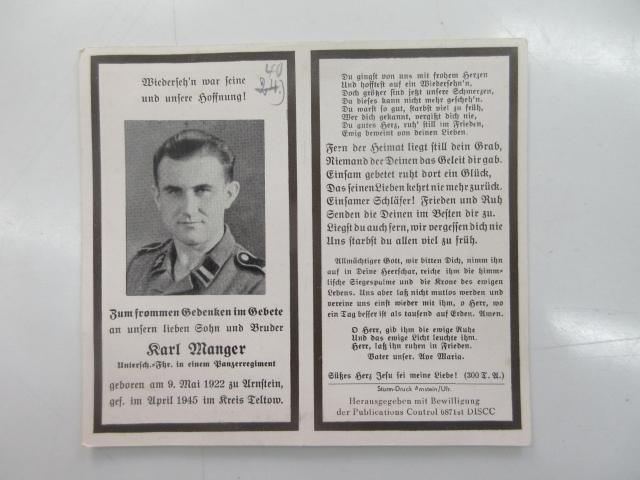 Wiederseh'n war seine
und unsere Hoffnung!
40
Zum frommen Gedenken im Gebete
an unsern lieben Sohn und Bruder
Karl Manger
Untersch.-Fhr. in einem Panzerregiment
geboren am 9. Mai 1922 zu Arnstein,
gef. im April 1945 im Kreis Teltow.
Du gingst von uns mit frohem Herzen
Und hofftest auf ein Wiederseh'n.
Doch größer sind jetzt unsere Schmerzen,
Da dieses kann nicht mehr gescheh'n.
Du warst so gut, starbst viel zu früh,
Wer dich gekannt, vergißt dich nie,
Du gutes Herz, ruh' still im Frieden,
Ewig beweint von deinen Lieben.
Fern der Heimat liegt still dein Grab,
Niemand der Deinen das Geleit dir gab.
Einsam gebetet ruht dort ein Glück,
Das seinen Lieben kehrt nie mehr zurück.
Einsamer Schläfer! Frieden und Ruh
Senden die Deinen im Besten dir zu.
Liegst du auch fern, wir vergessen dich nie
Uns starbst du allen viel zu früh.
Allmächtiger Gott, wir bitten Dich, nimm ihn
auf in Deine Heerschar, reiche ihm die himm-
lische Siegespalme und die Krone des ewigen
Lebens. Uns aber laß nicht mutlos werden und
vereine uns einst wieder mit ihm, o Herr, wo
ein Tag besser ist als tausend auf Erden. Amen.
O Herr, gib ihm die ewige Ruhe
Und das ewige Licht leuchte ihm.
Herr, laß ihn ruhen in Frieden.
Vater unser. Ave Maria.
Süßes Herz Jesu sei meine Liebe! (300 T. A.)
Sturm-Druck Arnstein/Ufr.
Herausgegeben mit Bewilligung
der Publications Control 6871st DISCC